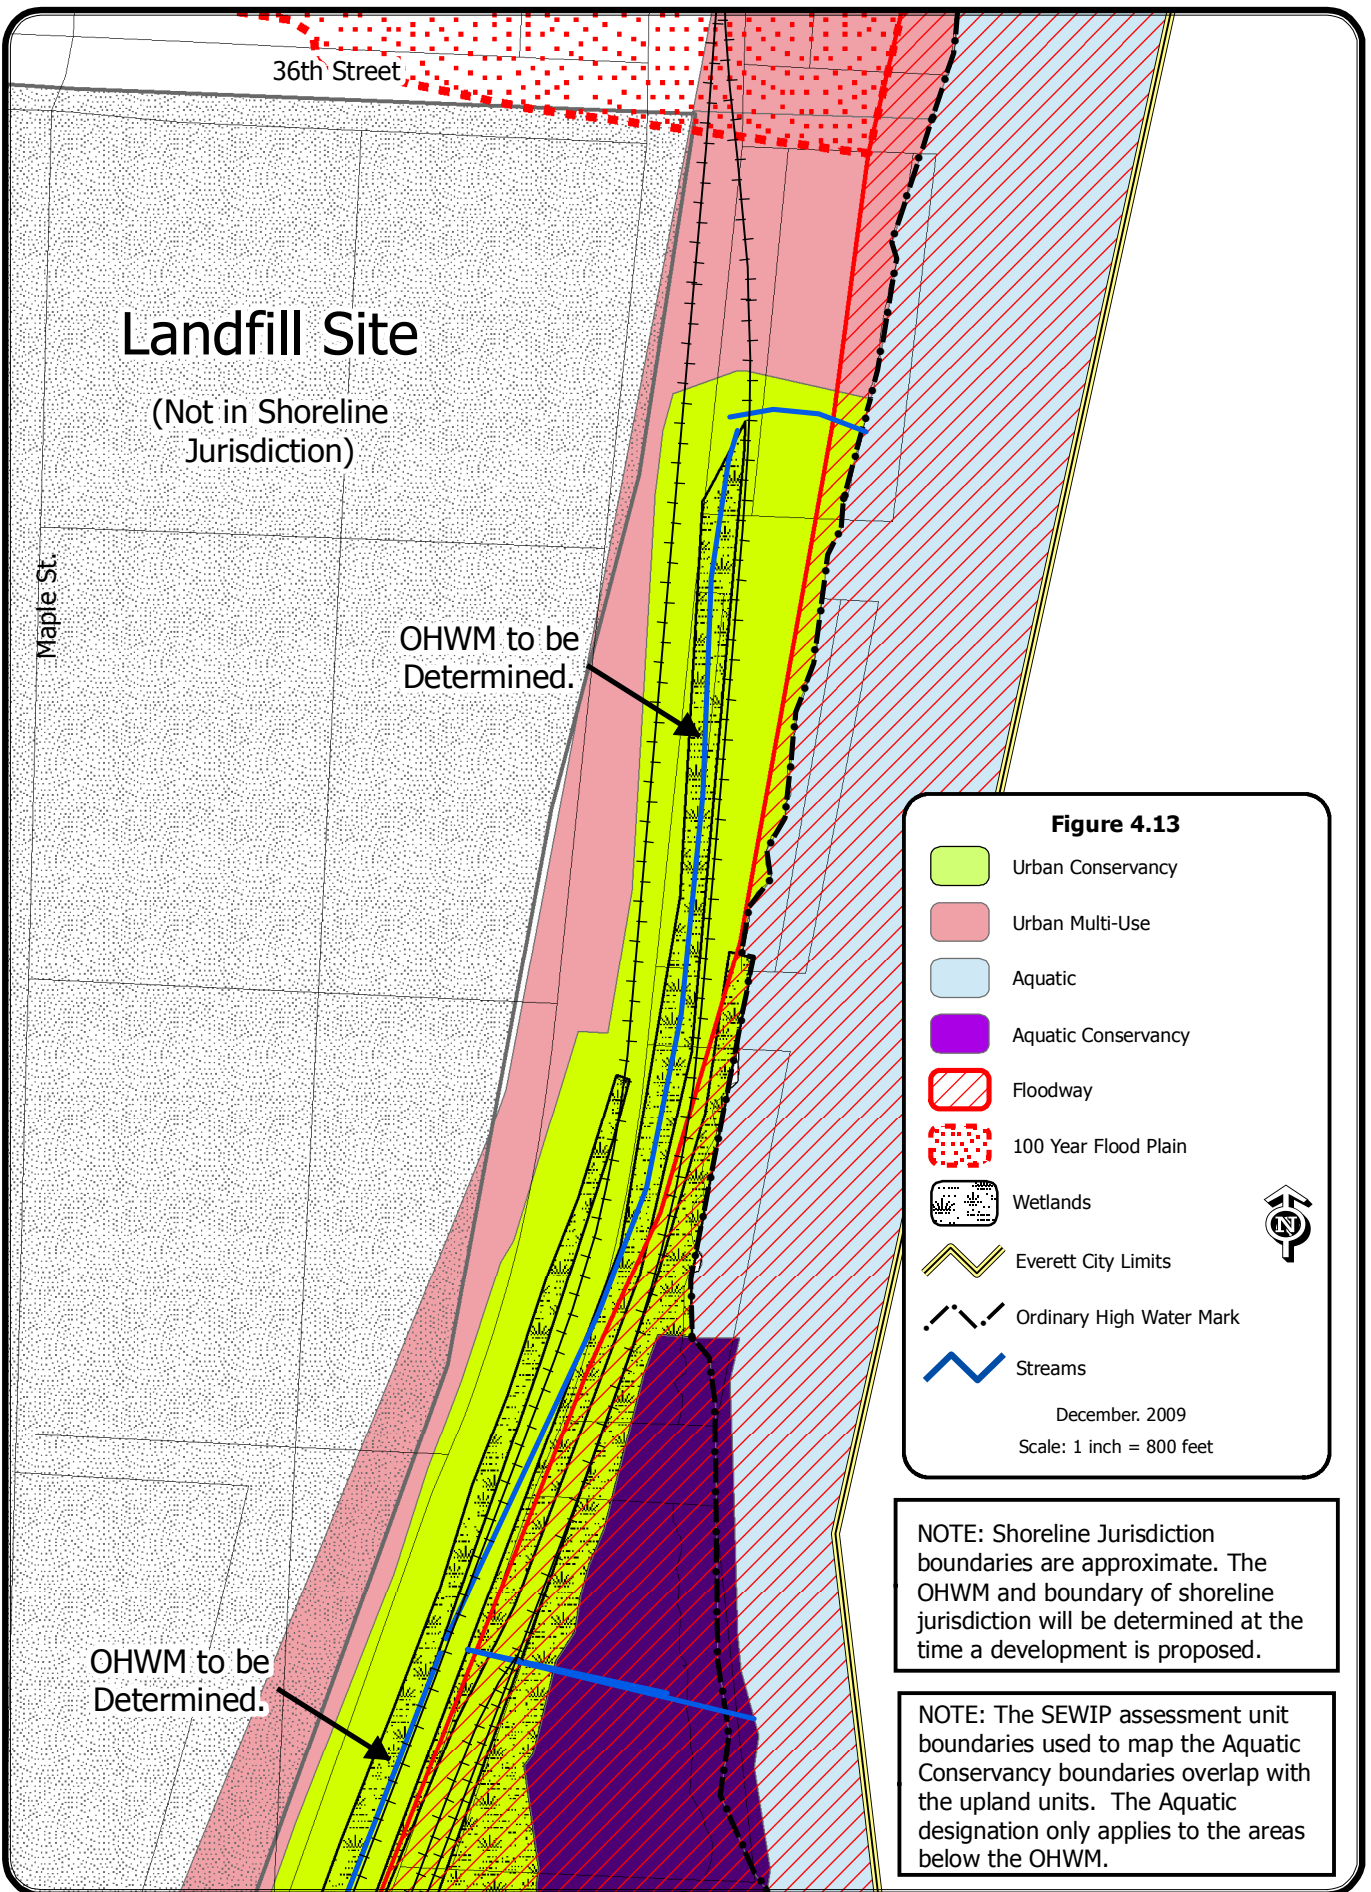 36th Street
Landfill Site
(Not in Shoreline
Jurisdiction)
Maple St.
OHWM to be
Determined.
Figure 4.13
Urban Conservancy
Urban Multi-Use
Aquatic
Aquatic Conservancy
Floodway
100 Year Flood Plain
Wetlands
N
Everett City Limits
Ordinary High Water Mark
Streams
December. 2009
Scale: 1 inch = 800 feet
NOTE: Shoreline Jurisdiction
boundaries are approximate. The
OHWM and boundary of shoreline
jurisdiction will be determined at the
time a development is proposed.
OHWM to be
Determined.
NOTE: The SEWIP assessment unit
boundaries used to map the Aquatic
Conservancy boundaries overlap with
the upland units. The Aquatic
designation only applies to the areas
below the OHWM.